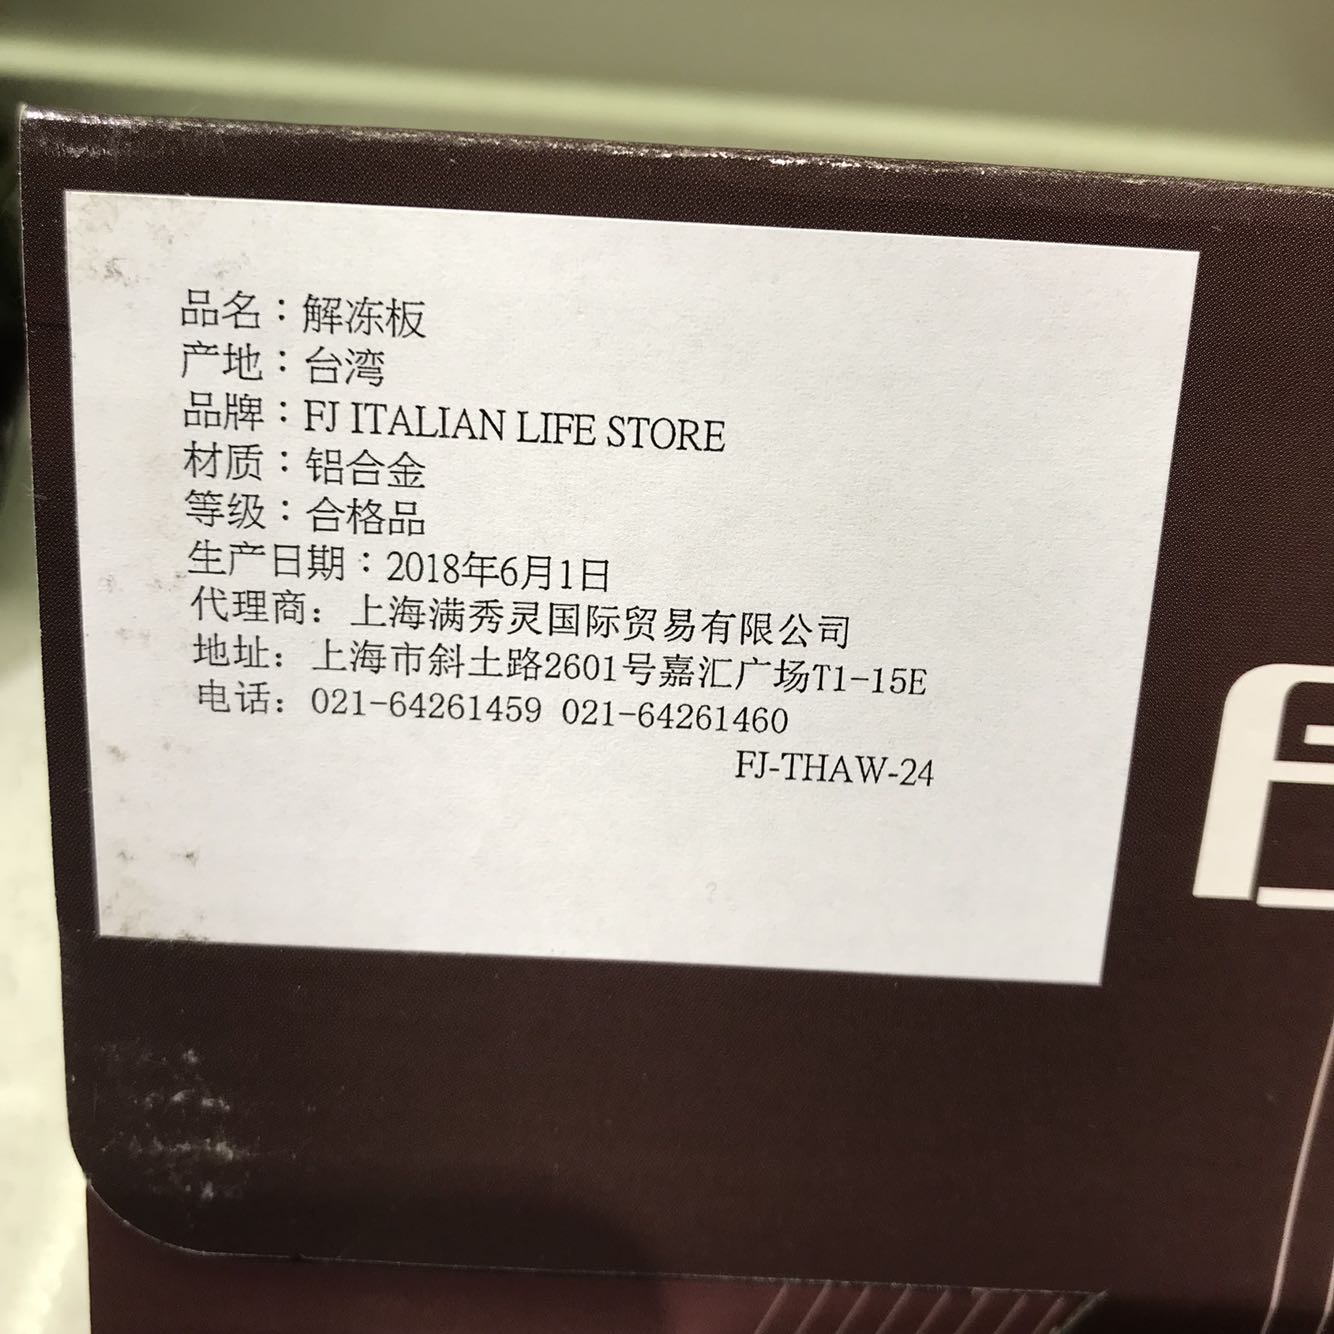 品名：解冻板
产地：台湾
品牌：FJ ITALIAN LIFE STORE
材质：铝合金
等级：合格品
生产日期：2018年6月1日
代理商：上海满秀灵国际贸易有限公司
地址：上海市斜土路2601号嘉汇广场T1-15E
电话：021-64261459 021-64261460
FJ-THAW-24